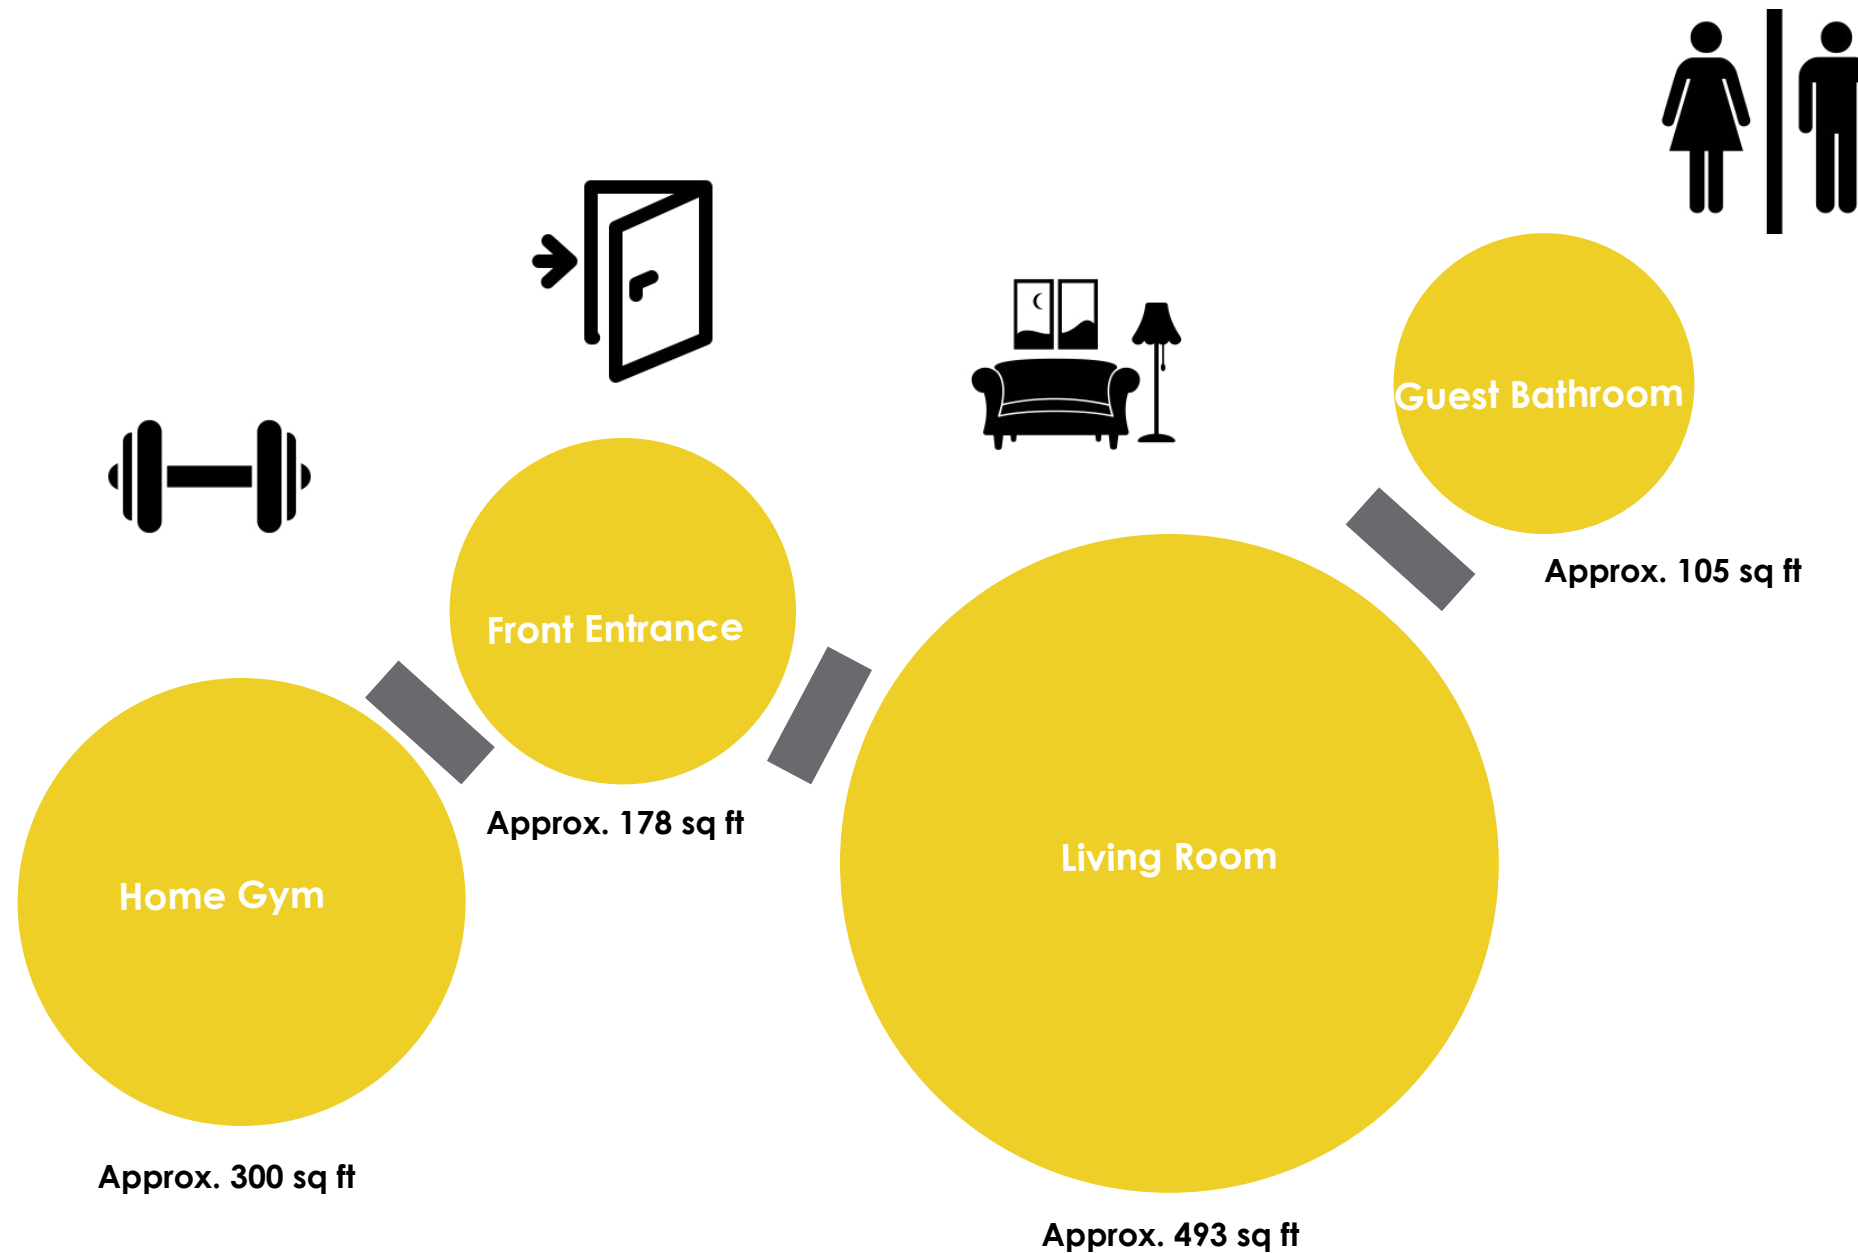 Guest Bathroom
Approx. 105 sq ft
Front Entrance
Approx. 178 sq ft
Living Room
Approx. 493 sq ft
Home Gym
Approx. 300 sq ft